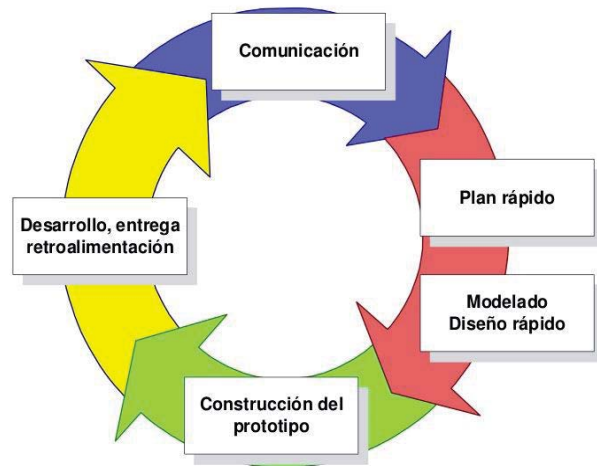 Comunicación
Plan rápido
Modelado
Diseño rápido
Construcción del
prototipo
Desarrollo, entrega
retroalimentación